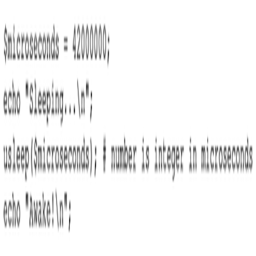 $microseconds = 42000000;
echo "Sleeping...\n";
usleep($microseconds); # number is integer in microseconds
echo "Awake!\n";